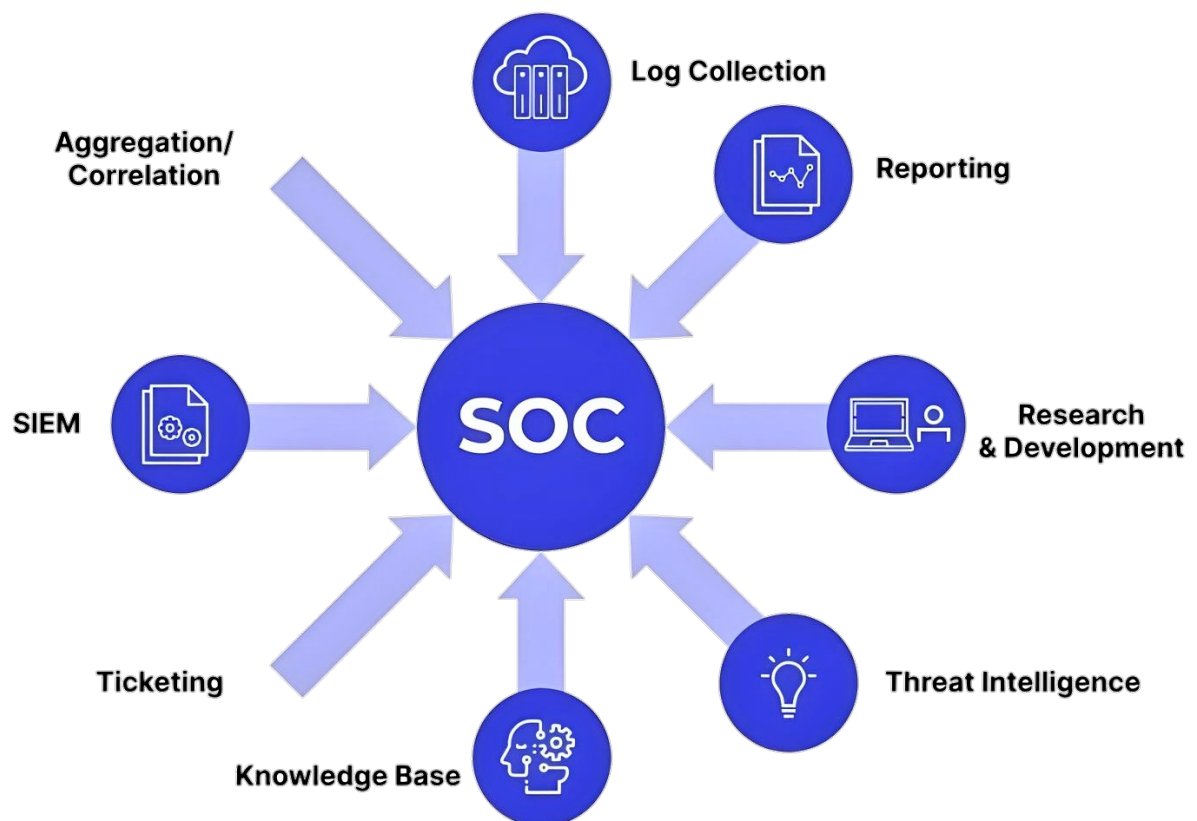 Log Collection
Aggregation/
Correlation
Reporting
SIEM
SOC
Research
& Development
Ticketing
Threat Intelligence
Knowledge Base